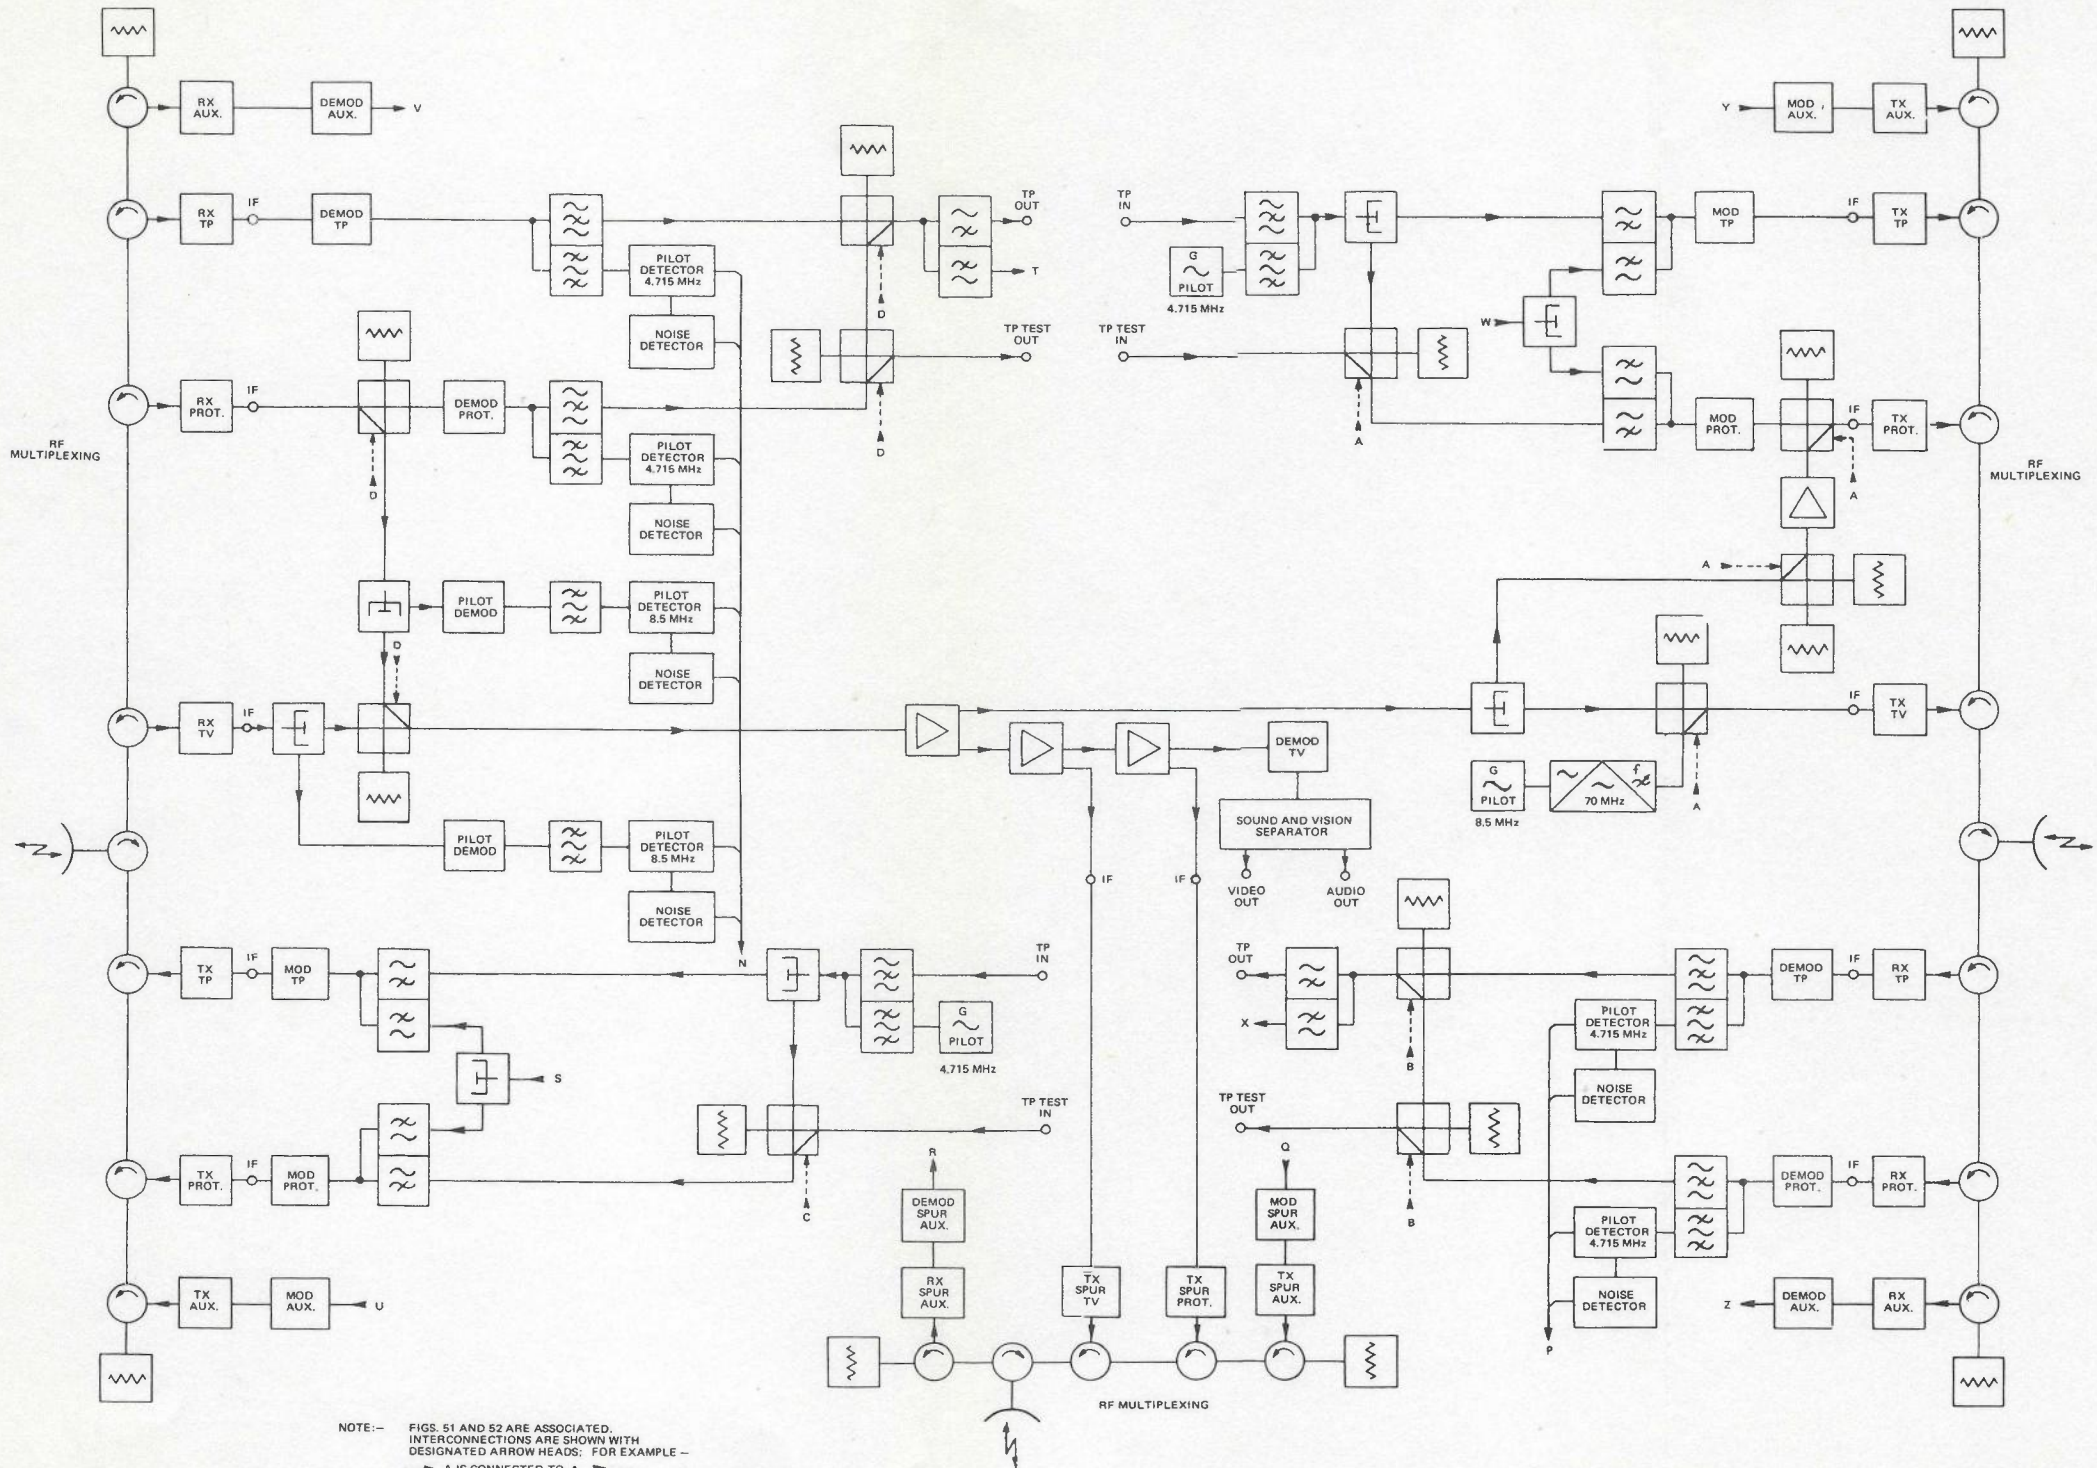 RX
AUX.
DEMOD
AUX.
V
Y
MOD
AUX.
TX
AUX.
RX
TP
IF
DEMOD
TP
TP
OUT
TP
IN
MOD
TP
IF
TX
TP
PILOT
DETECTOR
4.715 MHz
T
G
PILOT
4.715 MHz
NOISE
DETECTOR
D
TP TEST
OUT
TP TEST
IN
W
RX
PROT.
IF
DEMOD
PROT.
D
A
MOD
PROT.
IF
TX
PROT.
A
RF
MULTIPLEXING
PILOT
DETECTOR
4.715 MHz
RF
MULTIPLEXING
D
NOISE
DETECTOR
A
PILOT
DEMOD
PILOT
DETECTOR
8.5 MHz
D
NOISE
DETECTOR
RX
TV
IF
DEMOD
TV
IF
TX
TV
G
PILOT
8.5 MHz
f
70 MHz
A
SOUND AND VISION
SEPARATOR
PILOT
DEMOD
PILOT
DETECTOR
8.5 MHz
IF
IF
VIDEO
OUT
AUDIO
OUT
NOISE
DETECTOR
N
TX
TP
IF
MOD
TP
TP
IN
TP
OUT
DEMOD
TP
IF
RX
TP
G
PILOT
4.715 MHz
X
PILOT
DETECTOR
4.715 MHz
B
S
NOISE
DETECTOR
TP TEST
IN
TP TEST
OUT
TX
PROT.
IF
MOD
PROT.
C
R
DEMOD
SPUR
AUX.
Q
MOD
SPUR
AUX.
B
DEMOD
PROT.
IF
RX
PROT.
PILOT
DETECTOR
4.715 MHz
TX
AUX.
MOD
AUX.
U
RX
SPUR
AUX.
TX
SPUR
TV
TX
SPUR
PROT.
TX
SPUR
AUX.
NOISE
DETECTOR
P
Z
DEMOD
AUX.
RX
AUX.
RF MULTIPLEXING
NOTE:– FIGS. 51 AND 52 ARE ASSOCIATED.
INTERCONNECTIONS ARE SHOWN WITH
DESIGNATED ARROW HEADS: FOR EXAMPLE –
A IS CONNECTED TO A